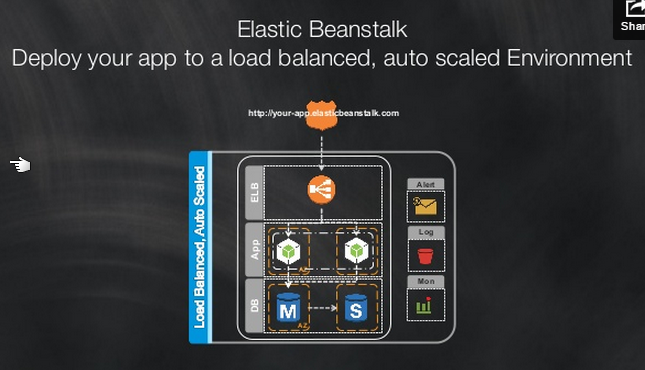 Elastic Beanstalk
Deploy your app to a load balanced, auto scaled Environment
Shar
http://your-app.elasticbeanstalk.com
Load Balanced, Auto Scaled
ELB
App
DB
AZ
M
S
AZ
Alert
Log
Mon